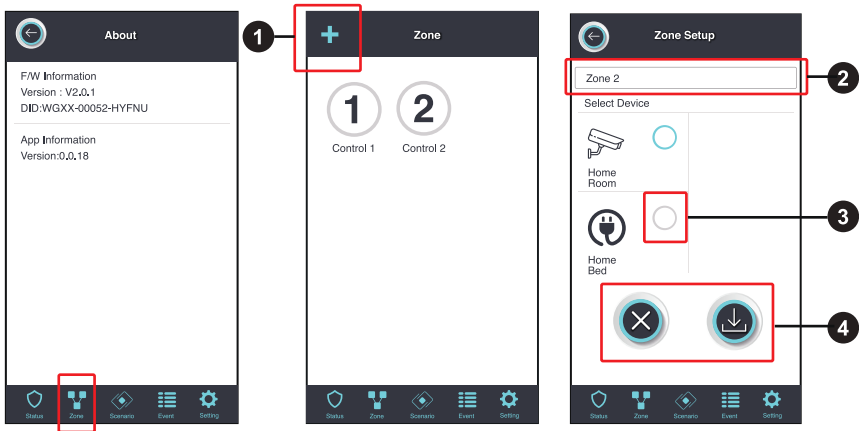 About
F/W Information
Version : V2.0.1
DID:WGXX-00052-HYFNU
App Information
Version:0.0.18
Status Zone Scenario Event Setting
1
+ Zone
1 2
Control 1 Control 2
Status Zone Scenario Event Setting
Zone Setup
Zone 2
2
Select Device
Home
Room
3
Home
Bed
4
Status Zone Scenario Event Setting